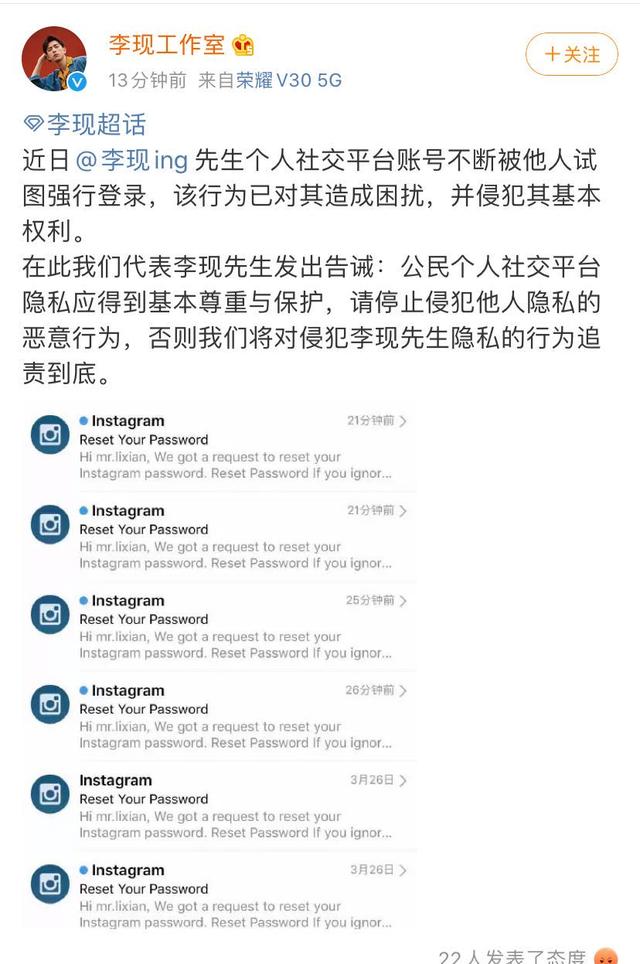 李现工作室
13分钟前 来自荣耀V30 5G
+关注
李现超话
近日@李现ing 先生个人社交平台账号不断被他人试
图强行登录，该行为已对其造成困扰，并侵犯其基本
权利。
在此我们代表李现先生发出告诫：公民个人社交平台
隐私应得到基本尊重与保护，请停止侵犯他人隐私的
恶意行为，否则我们将对侵犯李现先生隐私的行为追
责到底。
Instagram 21分钟前
Reset Your Password
Hi mr.lixian, We got a request to reset your
Instagram password. Reset Password If you ignor...
Instagram 21分钟前
Reset Your Password
Hi mr.lixian, We got a request to reset your
Instagram password. Reset Password If you ignor...
Instagram 25分钟前
Reset Your Password
Hi mr.lixian, We got a request to reset your
Instagram password. Reset Password If you ignor...
Instagram 26分钟前
Reset Your Password
Hi mr.lixian, We got a request to reset your
Instagram password. Reset Password If you ignor...
Instagram 3月26日
Reset Your Password
Hi mr.lixian, We got a request to reset your
Instagram password. Reset Password If you ignor...
Instagram 3月26日
Reset Your Password
Hi mr.lixian, We got a request to reset your
Instagram password. Reset Password If you ignor...
22人发表了态度